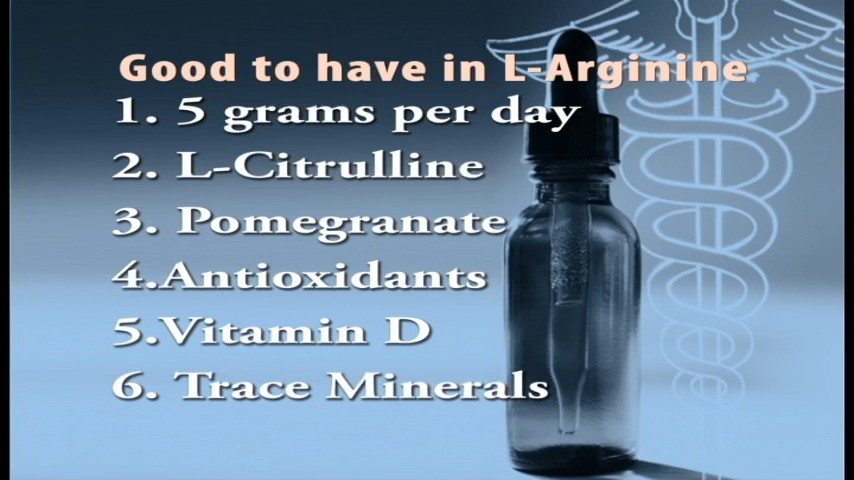 Good to have in L-Arginine
1. 5 grams per day
2. L-Citrulline
3. Pomegranate
4.Antioxidants
5.Vitamin D
6. Trace Minerals